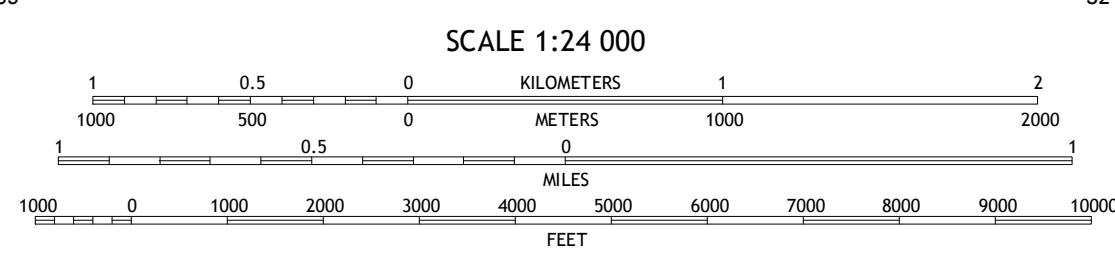 SCALE 1:24 000
1 0.5 0 KILOMETERS 1 2
1000 500 0 METERS 1000 2000
1 0.5 0 1
MILES
1000 0 1000 2000 3000 4000 5000 6000 7000 8000 9000 10000
FEET